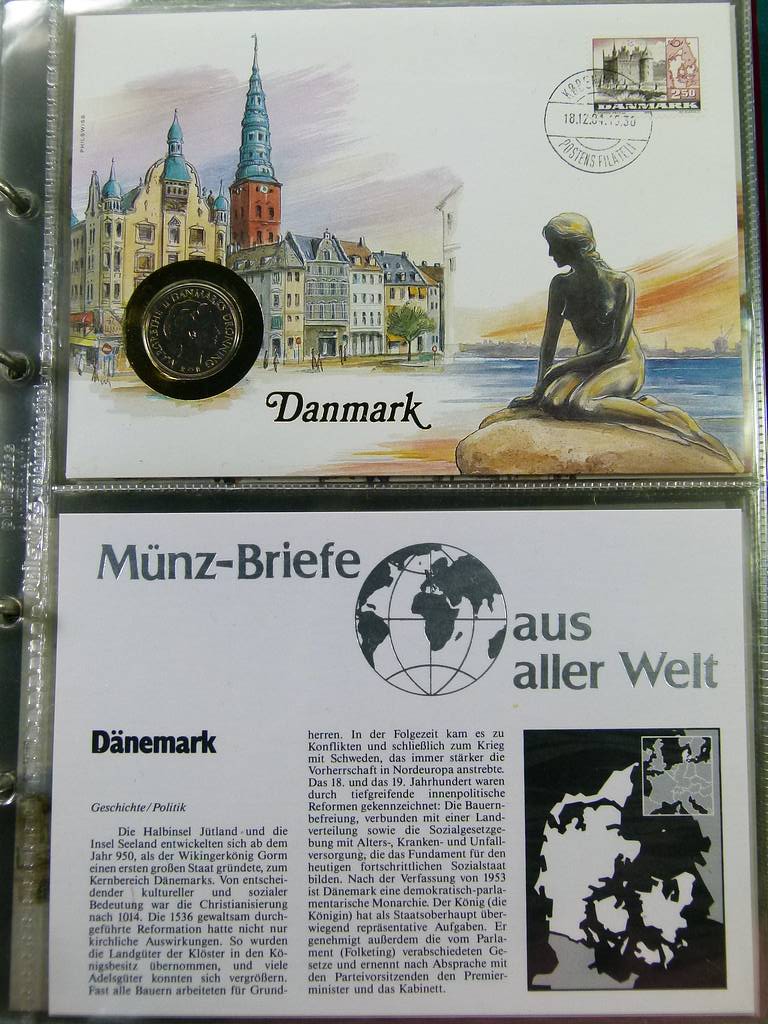 PHILSWISS
2.50
DANMARK
KØBENHAVN
18.12.84.15.30
POSTENS FILATELI
MARGRETHE II DANMARKS DRONNING
Danmark
Münz-Briefe
aus
aller Welt
Dänemark
Geschichte/Politik
Die Halbinsel Jütland und die
Insel Seeland entwickelten sich ab dem
Jahr 950, als der Wikingerkönig Gorm
einen ersten großen Staat gründete, zum
Kernbereich Dänemarks. Von entschei-
dender kultureller und sozialer
Bedeutung war die Christianisierung
nach 1014. Die 1536 gewaltsam durch-
geführte Reformation hatte nicht nur
kirchliche Auswirkungen. So wurden
die Landgüter der Klöster in den Kö-
nigsbesitz übernommen, und viele
Adelsgüter konnten sich vergrößern.
Fast alle Bauern arbeiteten für Grund-
herren. In der Folgezeit kam es zu
Konflikten und schließlich zum Krieg
mit Schweden, das immer stärker die
Vorherrschaft in Nordeuropa anstrebte.
Das 18. und das 19. Jahrhundert waren
durch tiefgreifende innenpolitische
Reformen gekennzeichnet: Die Bauern-
befreiung, verbunden mit einer Land-
verteilung sowie die Sozialgesetzge-
bung mit Alters-, Kranken- und Unfall-
versorgung, die das Fundament für den
heutigen fortschrittlichen Sozialstaat
bilden. Nach der Verfassung von 1953
ist Dänemark eine demokratisch-parla-
mentarische Monarchie. Der König (die
Königin) hat als Staatsoberhaupt über-
wiegend repräsentative Aufgaben. Er
genehmigt außerdem die vom Parla-
ment (Folketing) verabschiedeten Ge-
setze und ernennt nach Absprache mit
den Parteivorsitzenden den Premier-
minister und das Kabinett.